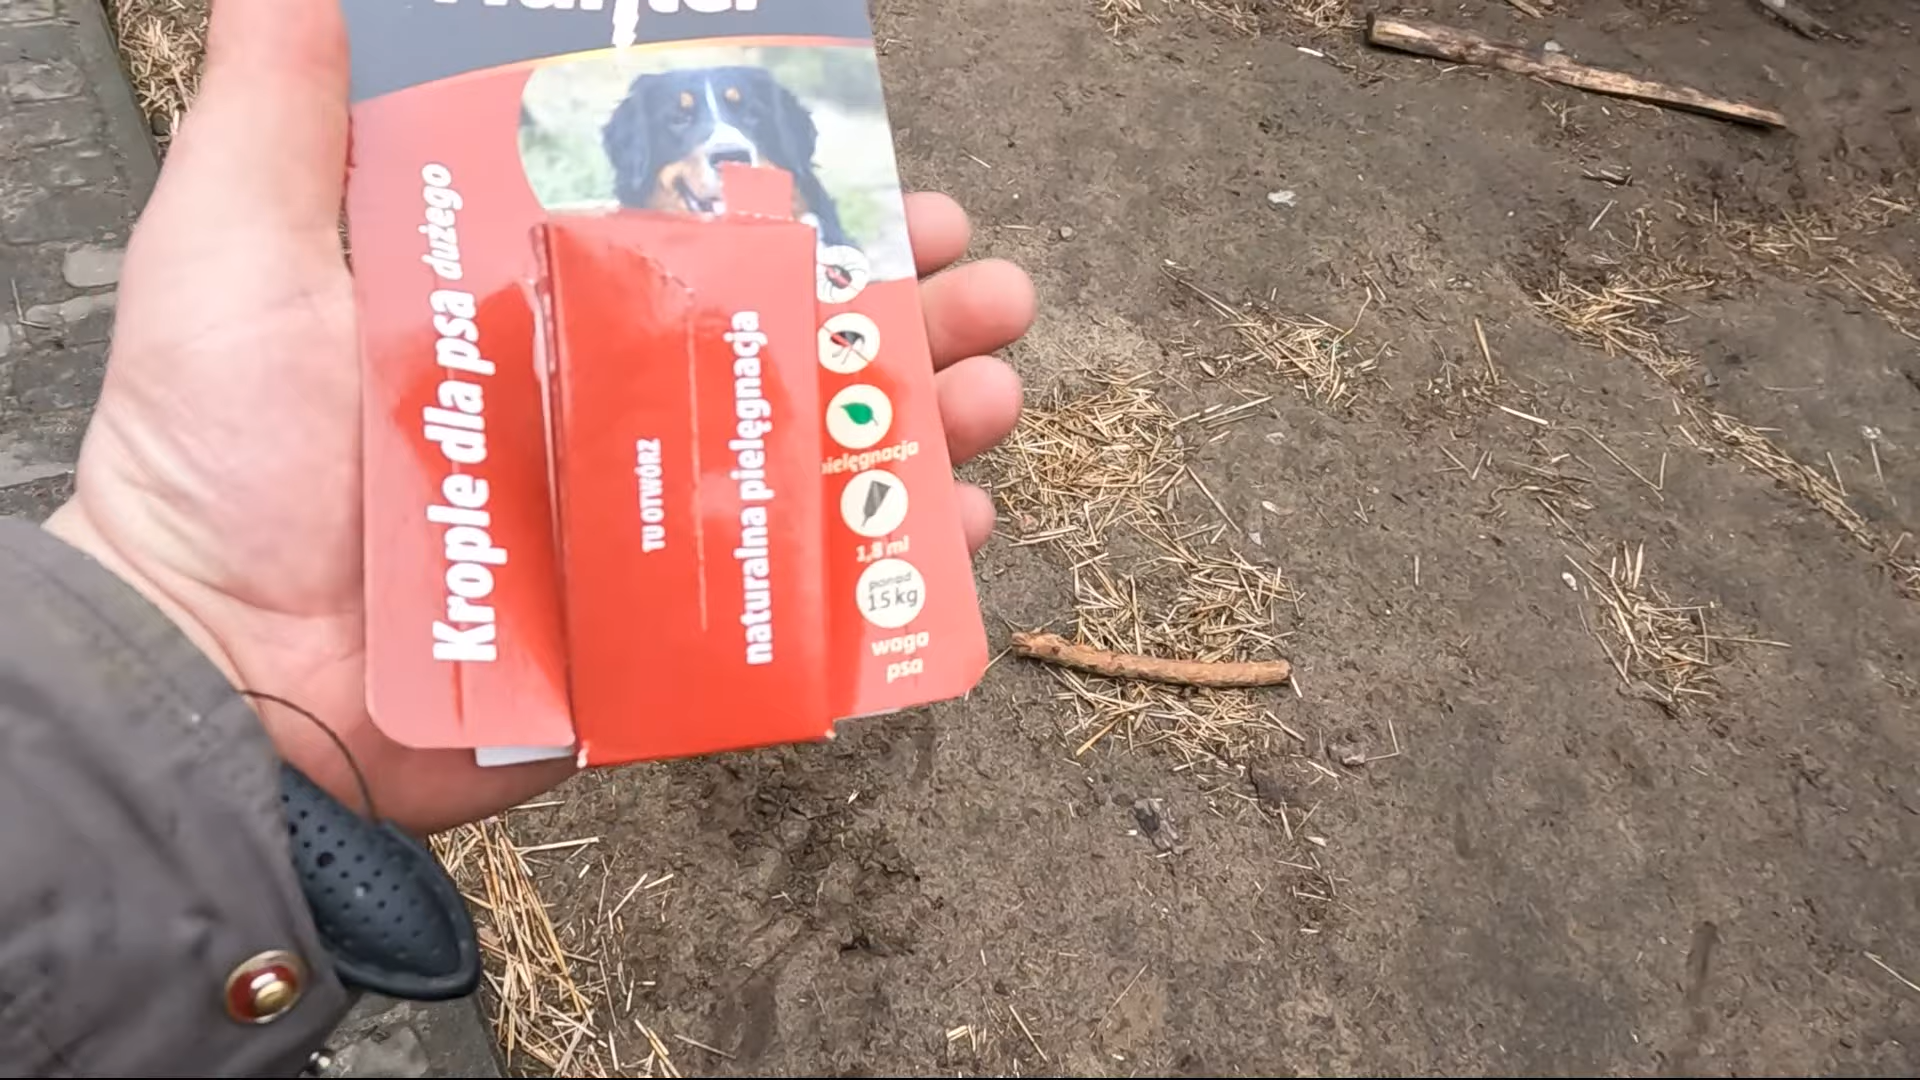 Krople dla psa dużego
TU OTWÓRZ
naturalna pielęgnacja
pielęgnacja
1,8 ml
ponad
15 kg
waga
psa